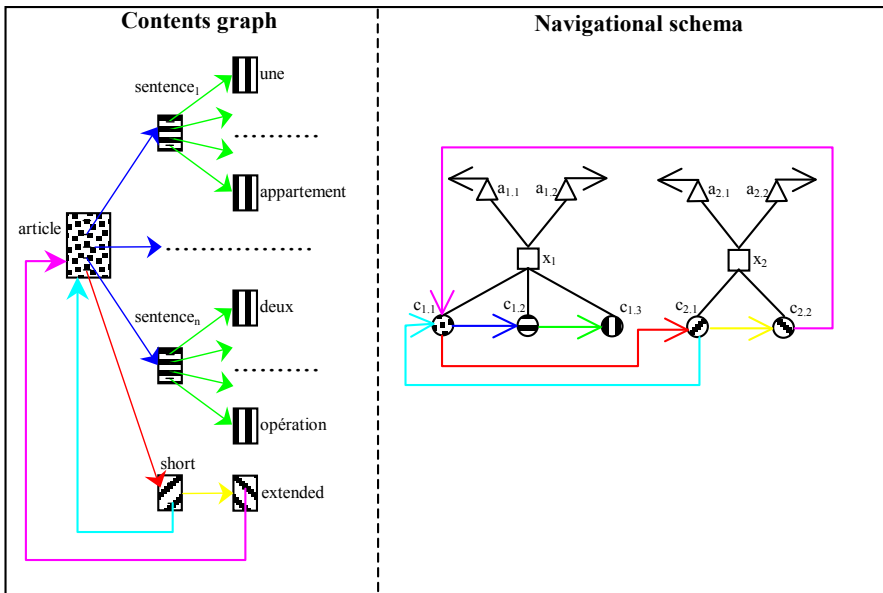 Contents graph
une
sentence₁
appartement
article
deux
sentenceₙ
opération
short
extended
Navigational schema
a₁.₁
a₁.₂
a₂.₁
a₂.₂
x₁
x₂
c₁.₁
c₁.₂
c₁.₃
c₂.₁
c₂.₂